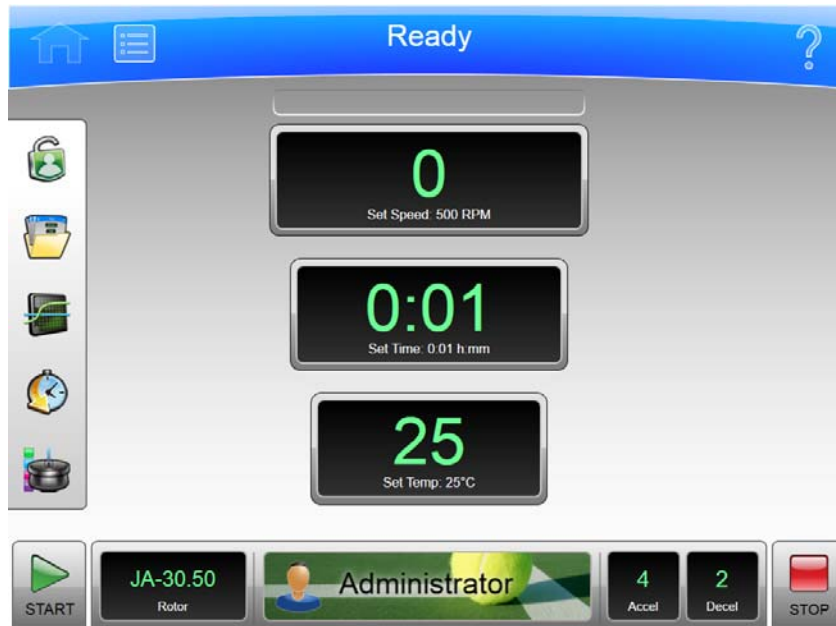 Ready
?
0
Set Speed: 500 RPM
0:01
Set Time: 0:01 h:mm
25
Set Temp: 25°C
START
JA-30.50
Rotor
Administrator
4
Accel
2
Decel
STOP